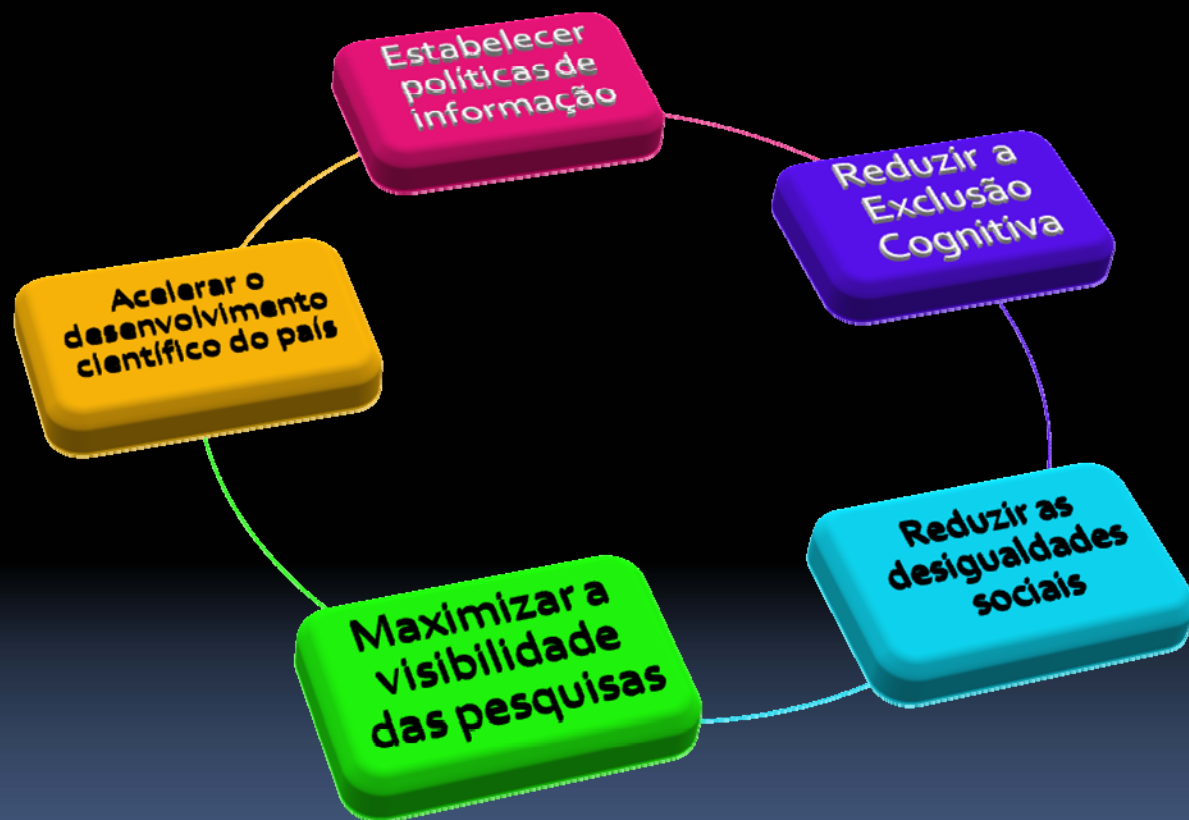 Estabelecer
políticas de
informação
Reduzir a
Exclusão
Cognitiva
Reduzir as
desigualdades
sociais
Maximizar a
visibilidade
das pesquisas
Acelerar o
desenvolvimento
científico do país